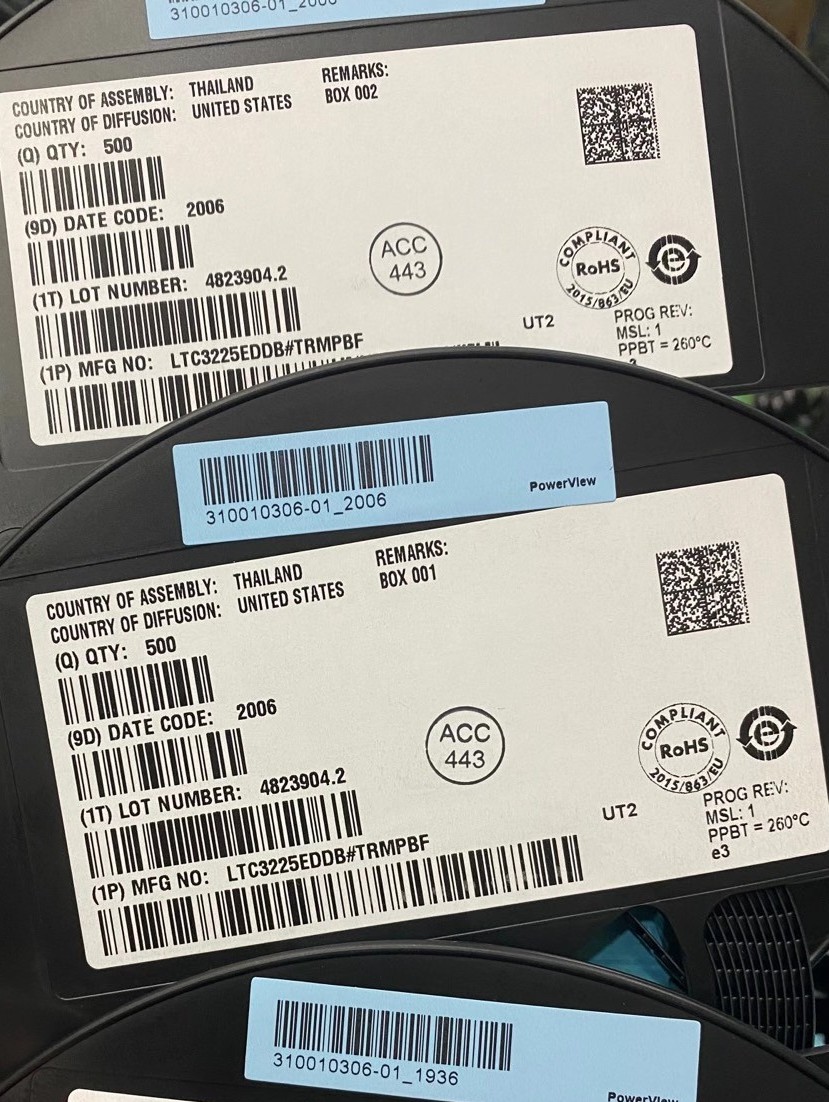 310010306-01_2006
COUNTRY OF ASSEMBLY: THAILAND
COUNTRY OF DIFFUSION: UNITED STATES
REMARKS:
BOX 002
(Q) QTY: 500
(9D) DATE CODE: 2006
(1T) LOT NUMBER: 4823904.2
(1P) MFG NO: LTC3225EDDB#TRMPBF
ACC
443
COMPLIANT
RoHS
2015/863/EU
e
UT2
PROG REV:
MSL: 1
PPBT = 260°C
310010306-01_2006
PowerView
COUNTRY OF ASSEMBLY: THAILAND
COUNTRY OF DIFFUSION: UNITED STATES
REMARKS:
BOX 001
(Q) QTY: 500
(9D) DATE CODE: 2006
(1T) LOT NUMBER: 4823904.2
(1P) MFG NO: LTC3225EDDB#TRMPBF
ACC
443
COMPLIANT
RoHS
2015/863/EU
e
UT2
PROG REV:
MSL: 1
PPBT = 260°C
e3
310010306-01_1936
PowerView